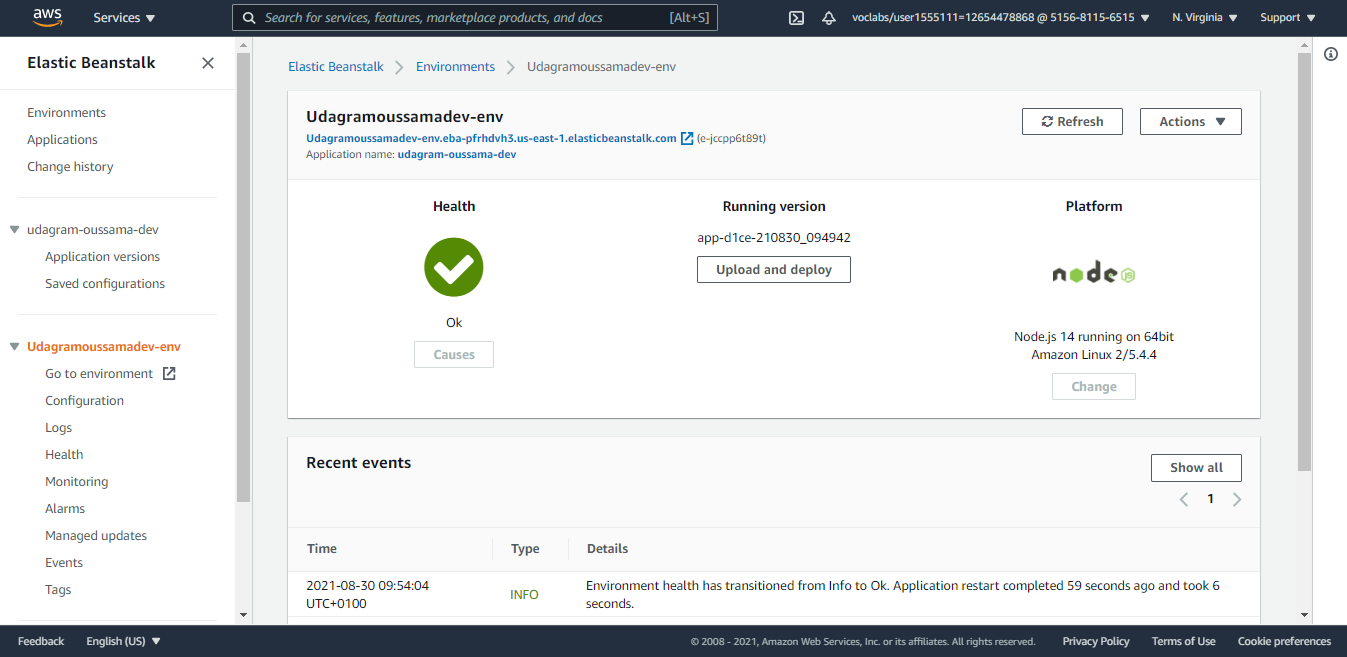 aws
Services
Search for services, features, marketplace products, and docs [Alt+S]
voclabs/user1555111=12654478868 @ 5156-8115-6515
N. Virginia
Support
Elastic Beanstalk
Environments
Applications
Change history
udagram-oussama-dev
Application versions
Saved configurations
Udagramoussamadev-env
Go to environment
Configuration
Logs
Health
Monitoring
Alarms
Managed updates
Events
Tags
Elastic Beanstalk > Environments > Udagramoussamadev-env
Udagramoussamadev-env
Udagramoussamadev-env.eba-pfrhdvh3.us-east-1.elasticbeanstalk.com (e-jccpp6t89t)
Application name: udagram-oussama-dev
Refresh
Actions
Health
Ok
Causes
Running version
app-d1ce-210830_094942
Upload and deploy
Platform
node JS
Node.js 14 running on 64bit
Amazon Linux 2/5.4.4
Change
Recent events
Show all
1
Time Type Details
2021-08-30 09:54:04
UTC+0100
INFO
Environment health has transitioned from Info to Ok. Application restart completed 59 seconds ago and took 6
seconds.
Feedback
English (US)
© 2008 - 2021, Amazon Web Services, Inc. or its affiliates. All rights reserved.
Privacy Policy
Terms of Use
Cookie preferences